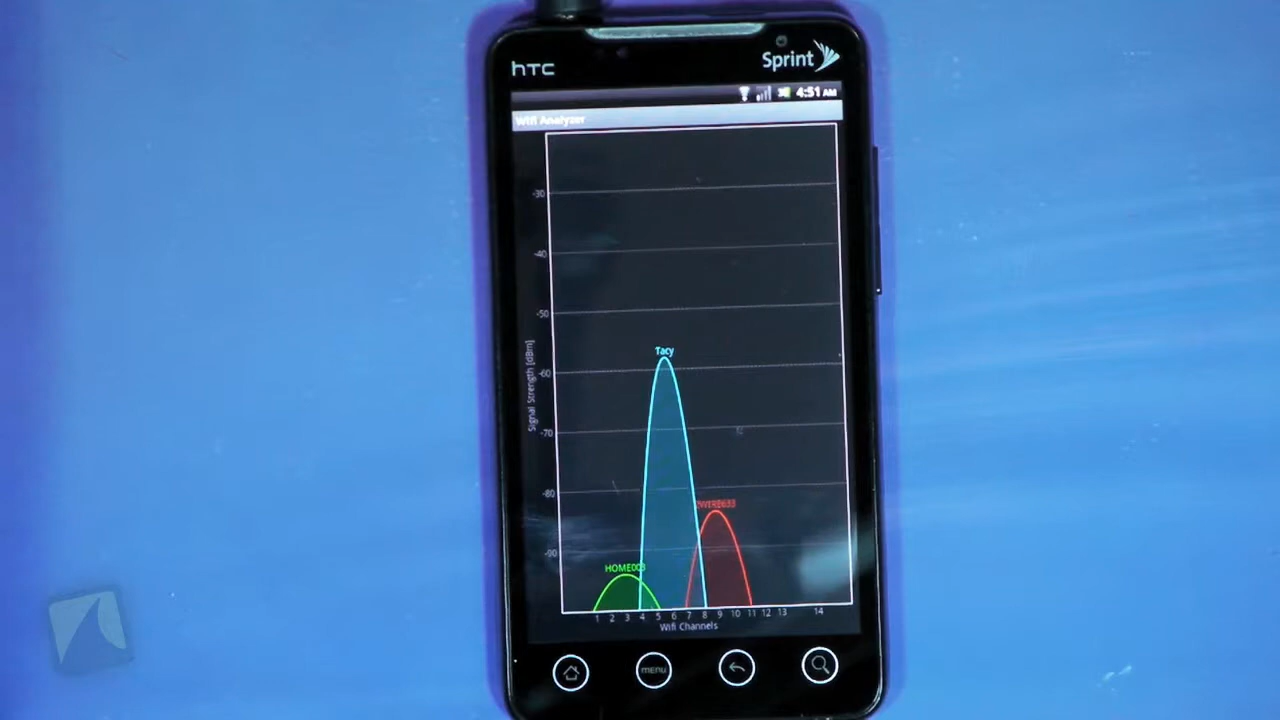 hTC
Sprint
4:51 AM
Wifi Analyzer
-30
-40
-50
Tacy
-60
Signal Strength [dBm]
-70
-80
-90
HOME003
1 2 3 4 5 6 7 8 9 10 11 12 13 14
Wifi Channels
menu